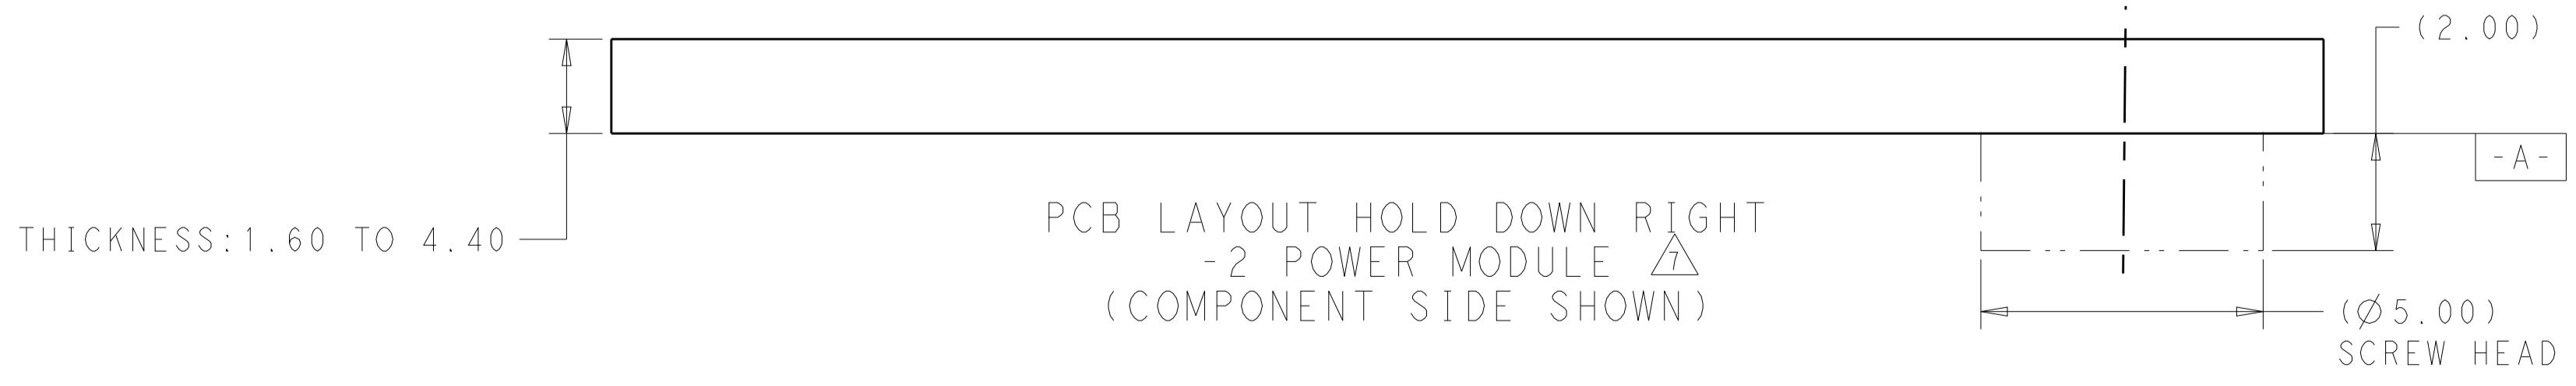 (2.00)
-A-
THICKNESS:1.60 TO 4.40
PCB LAYOUT HOLD DOWN RIGHT
-2 POWER MODULE 7
(COMPONENT SIDE SHOWN)
(⌀5.00)
SCREW HEAD